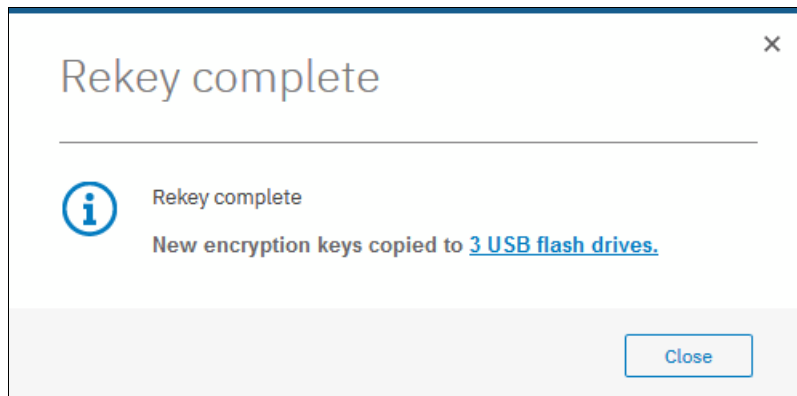 Rekey complete
Rekey complete
New encryption keys copied to 3 USB flash drives.
Close